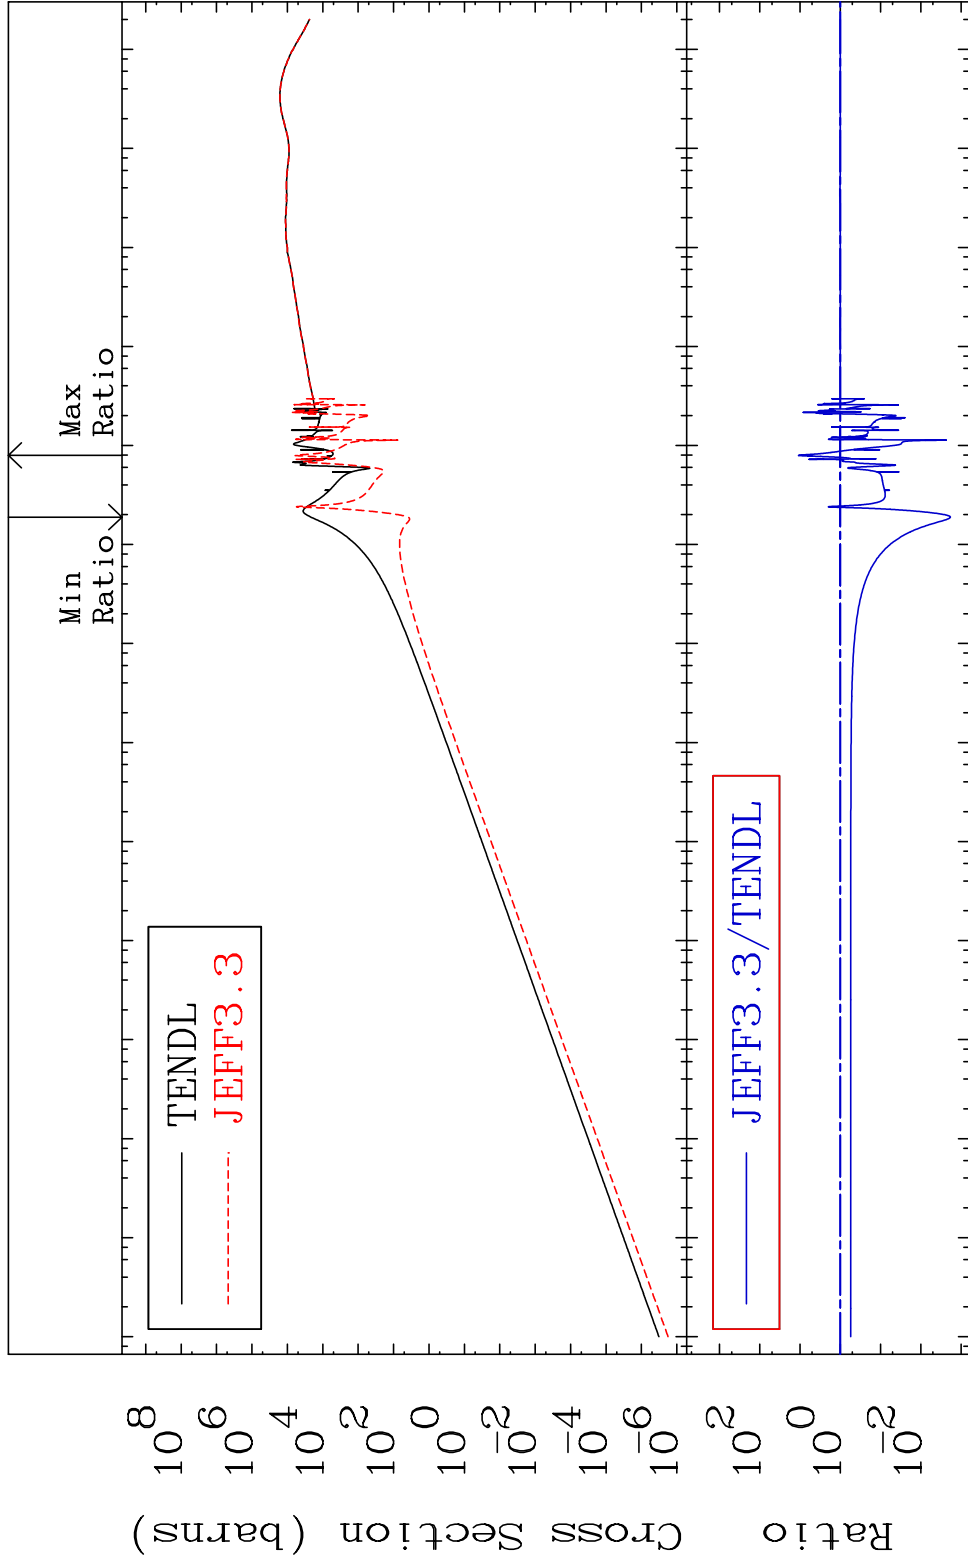 Min
Ratio
Max
Ratio
TENDL
JEFF3.3
10^8
10^6
10^4
10^2
10^0
10^-2
10^-4
10^-6
Cross Section (barns)
JEFF3.3/TENDL
10^2
10^0
10^-2
Ratio